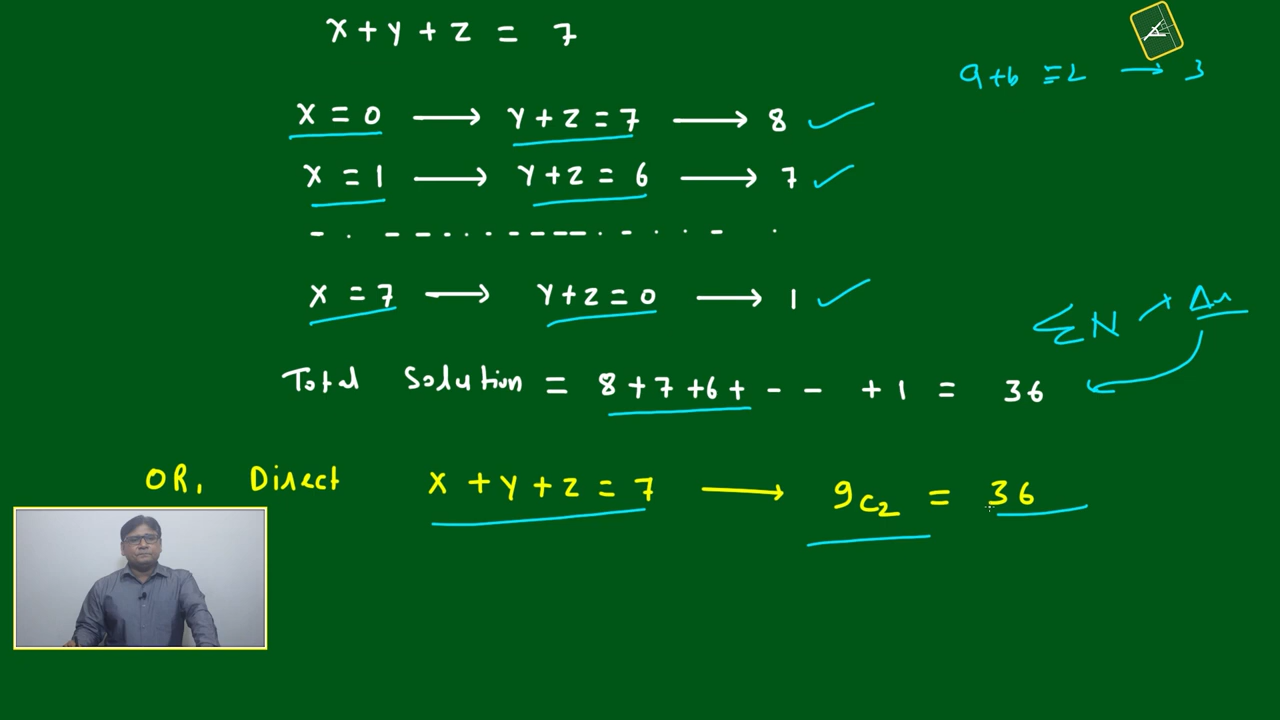 x + y + z = 7
a+b = 2 → 3
x = 0 → y + z = 7 → 8 ✓
x = 1 → y + z = 6 → 7 ✓
x = 7 → y + z = 0 → 1 ✓
Σ N →
Total Solution = 8 + 7 + 6 + - - + 1 = 36
OR, Direct x + y + z = 7 → 9c2 = 36